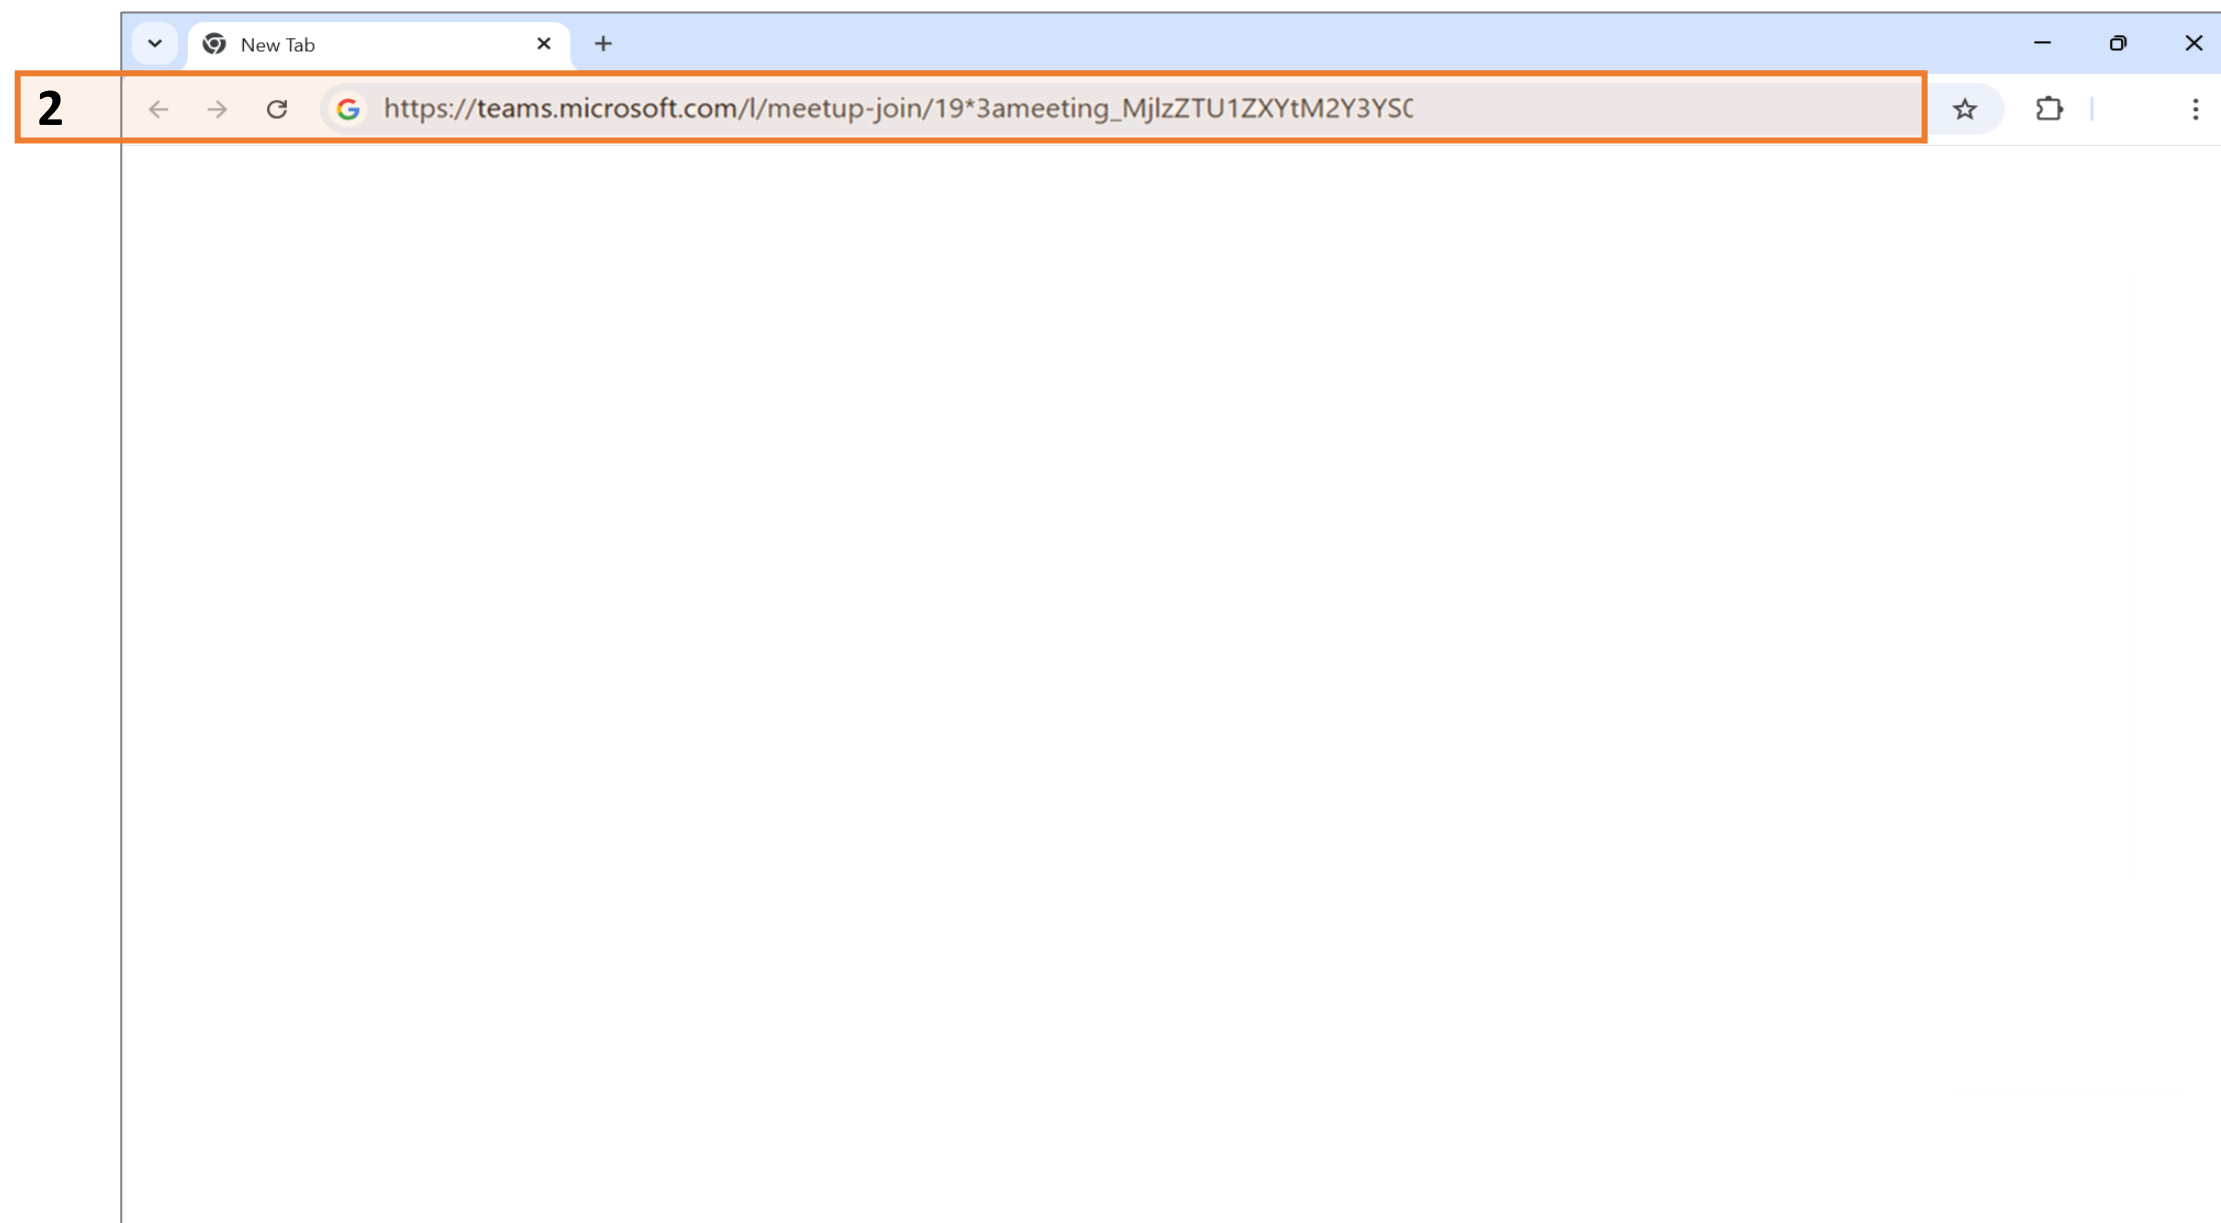 New Tab
2
https://teams.microsoft.com/l/meetup-join/19*3ameeting_MjlzZTU1ZXYtM2Y3YS